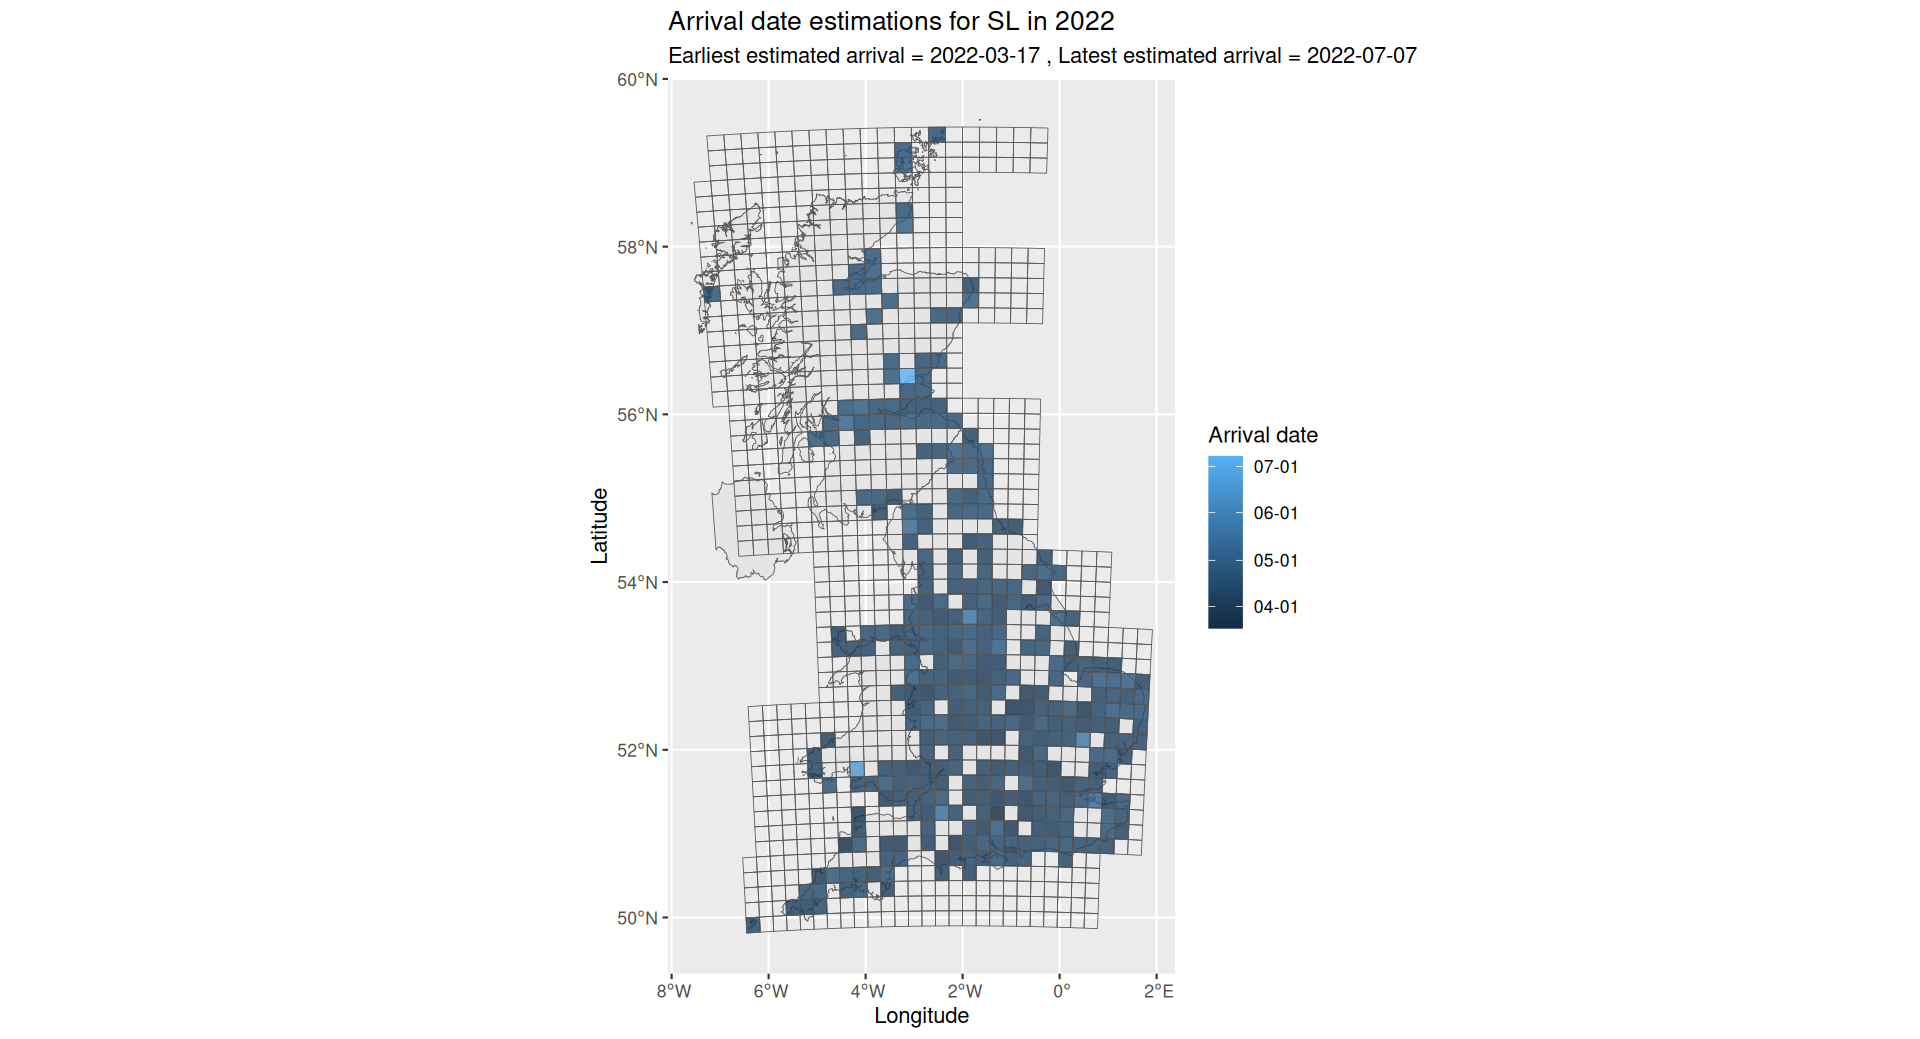 Arrival date estimations for SL in 2022
Earliest estimated arrival = 2022-03-17 , Latest estimated arrival = 2022-07-07
60°N
58°N
56°N
54°N
52°N
50°N
Latitude
8°W
6°W
4°W
2°W
0°
2°E
Longitude
Arrival date
07-01
06-01
05-01
04-01